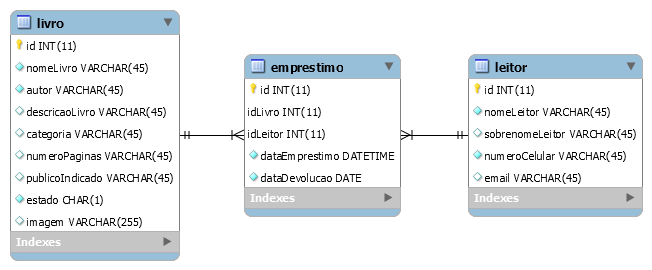 livro
id INT(11)
nomeLivro VARCHAR(45)
autor VARCHAR(45)
descricaoLivro VARCHAR(45)
categoria VARCHAR(45)
numeroPaginas VARCHAR(45)
publicoIndicado VARCHAR(45)
estado CHAR(1)
imagem VARCHAR(255)
Indexes
emprestimo
id INT(11)
idLivro INT(11)
idLeitor INT(11)
dataEmprestimo DATETIME
dataDevolucao DATE
Indexes
leitor
id INT(11)
nomeLeitor VARCHAR(45)
sobrenomeLeitor VARCHAR(45)
numeroCelular VARCHAR(45)
email VARCHAR(45)
Indexes